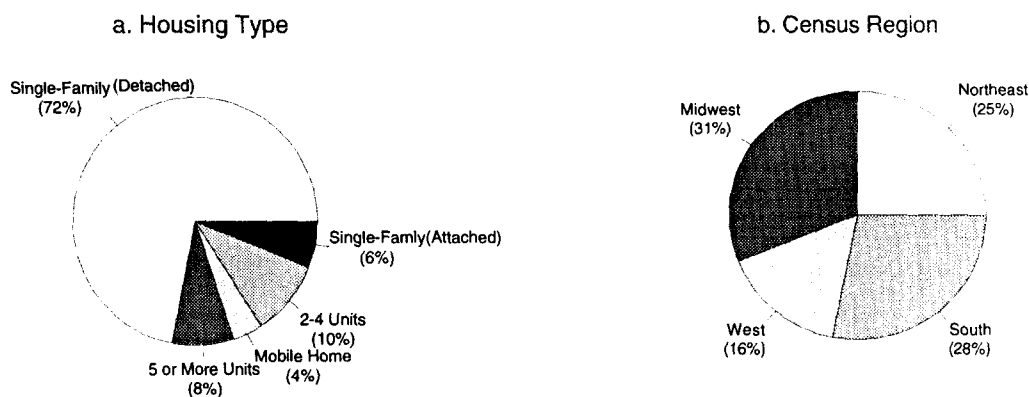 a. Housing Type
Single-Family (Detached)
(72%)
Single-Famly(Attached)
(6%)
2-4 Units
(10%)
Mobile Home
(4%)
5 or More Units
(8%)
b. Census Region
Northeast
(25%)
Midwest
(31%)
West
(16%)
South
(28%)